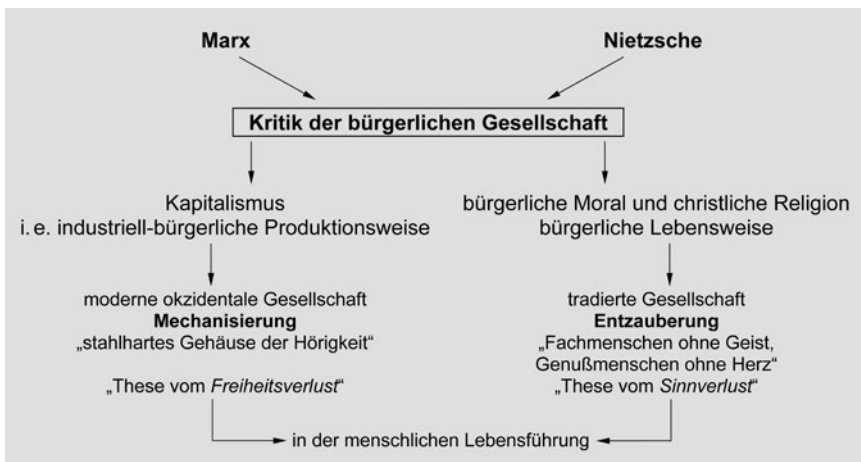 Marx
Nietzsche
Kritik der bürgerlichen Gesellschaft
Kapitalismus
i. e. industriell-bürgerliche Produktionsweise
bürgerliche Moral und christliche Religion
bürgerliche Lebensweise
moderne okzidentale Gesellschaft
Mechanisierung
„stahlhartes Gehäuse der Hörigkeit“
„These vom Freiheitsverlust“
tradierte Gesellschaft
Entzauberung
„Fachmenschen ohne Geist,
Genußmenschen ohne Herz“
„These vom Sinnverlust“
in der menschlichen Lebensführung